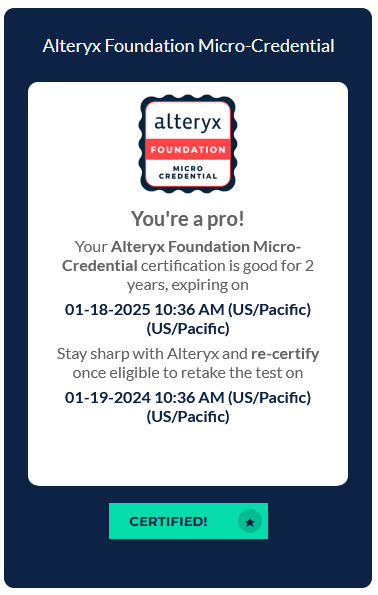 Alteryx Foundation Micro-Credential
alteryx
FOUNDATION
MICRO
CREDENTIAL
You're a pro!
Your Alteryx Foundation Micro-
Credential certification is good for 2
years, expiring on
01-18-2025 10:36 AM (US/Pacific)
(US/Pacific)
Stay sharp with Alteryx and re-certify
once eligible to retake the test on
01-19-2024 10:36 AM (US/Pacific)
(US/Pacific)
CERTIFIED!